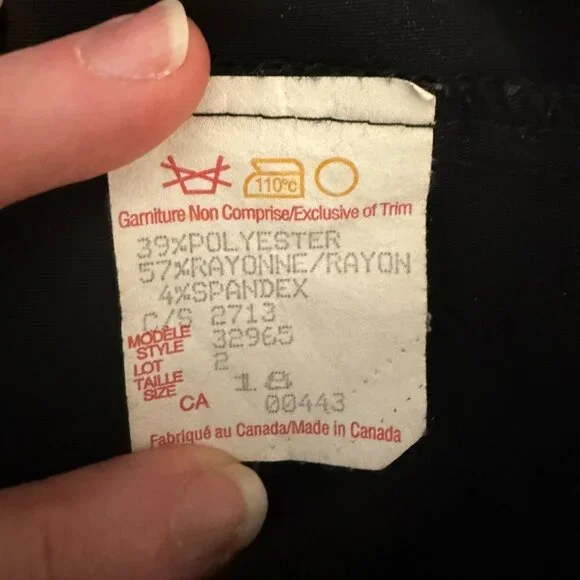 110°c
Garniture Non Comprise/Exclusive of Trim
39%POLYESTER
57%RAYONNE/RAYON
4%SPANDEX
C/S 2713
MODÈLE STYLE 32965
LOT 2
TAILLE SIZE 18
CA 00443
Fabriqué au Canada/Made in Canada